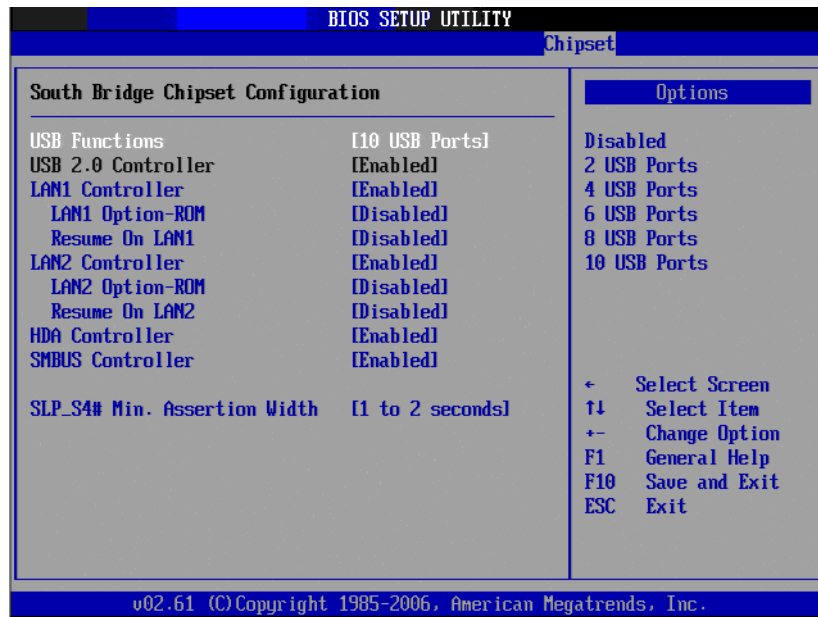 BIOS SETUP UTILITY
Chipset
South Bridge Chipset Configuration
USB Functions [10 USB Ports]
USB 2.0 Controller [Enabled]
LAN1 Controller [Enabled]
LAN1 Option-ROM [Disabled]
Resume On LAN1 [Disabled]
LAN2 Controller [Enabled]
LAN2 Option-ROM [Disabled]
Resume On LAN2 [Disabled]
HDA Controller [Enabled]
SMBUS Controller [Enabled]
SLP_S4# Min. Assertion Width [1 to 2 seconds]
Options
Disabled
2 USB Ports
4 USB Ports
6 USB Ports
8 USB Ports
10 USB Ports
← Select Screen
↑↓ Select Item
+- Change Option
F1 General Help
F10 Save and Exit
ESC Exit
v02.61 (C)Copyright 1985-2006, American Megatrends, Inc.